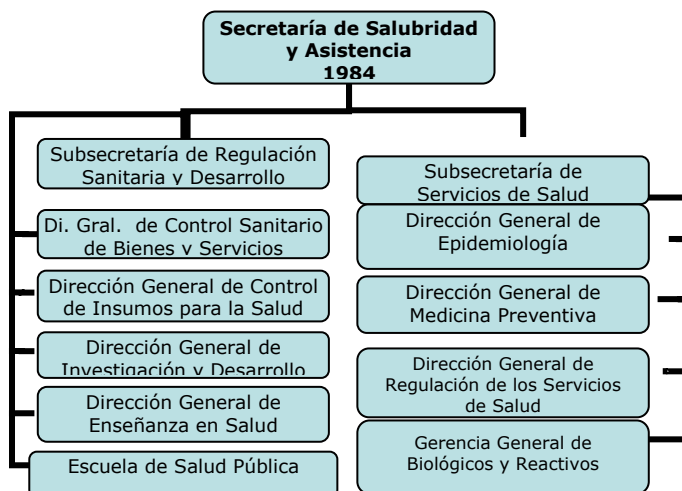 Secretaría de Salubridad
y Asistencia
1984
Subsecretaría de Regulación
Sanitaria y Desarrollo
Di. Gral. de Control Sanitario
de Bienes y Servicios
Dirección General de Control
de Insumos para la Salud
Dirección General de
Investigación y Desarrollo
Dirección General de
Enseñanza en Salud
Escuela de Salud Pública
Subsecretaría de
Servicios de Salud
Dirección General de
Epidemiología
Dirección General de
Medicina Preventiva
Dirección General de
Regulación de los Servicios
de Salud
Gerencia General de
Biológicos y Reactivos